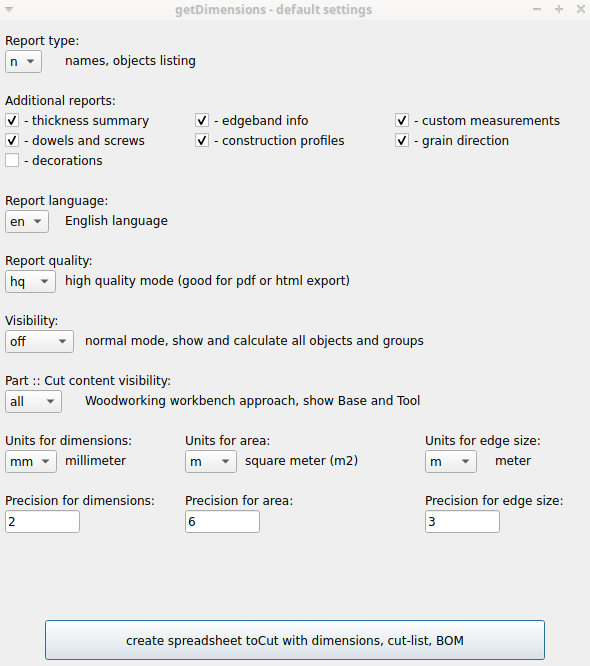 getDimensions - default settings
Report type:
n names, objects listing
Additional reports:
- thickness summary - edgeband info - custom measurements
- dowels and screws - construction profiles - grain direction
- decorations
Report language:
en English language
Report quality:
hq high quality mode (good for pdf or html export)
Visibility:
off normal mode, show and calculate all objects and groups
Part :: Cut content visibility:
all Woodworking workbench approach, show Base and Tool
Units for dimensions: Units for area: Units for edge size:
mm millimeter m square meter (m2) m meter
Precision for dimensions: Precision for area: Precision for edge size:
2 6 3
create spreadsheet toCut with dimensions, cut-list, BOM